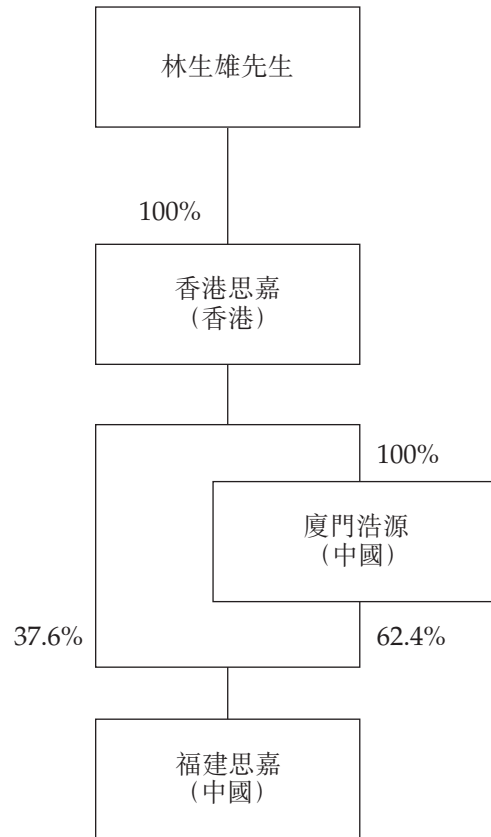 林生雄先生
100%
香港思嘉
（香港）
100%
廈門浩源
（中國）
37.6%
62.4%
福建思嘉
（中國）